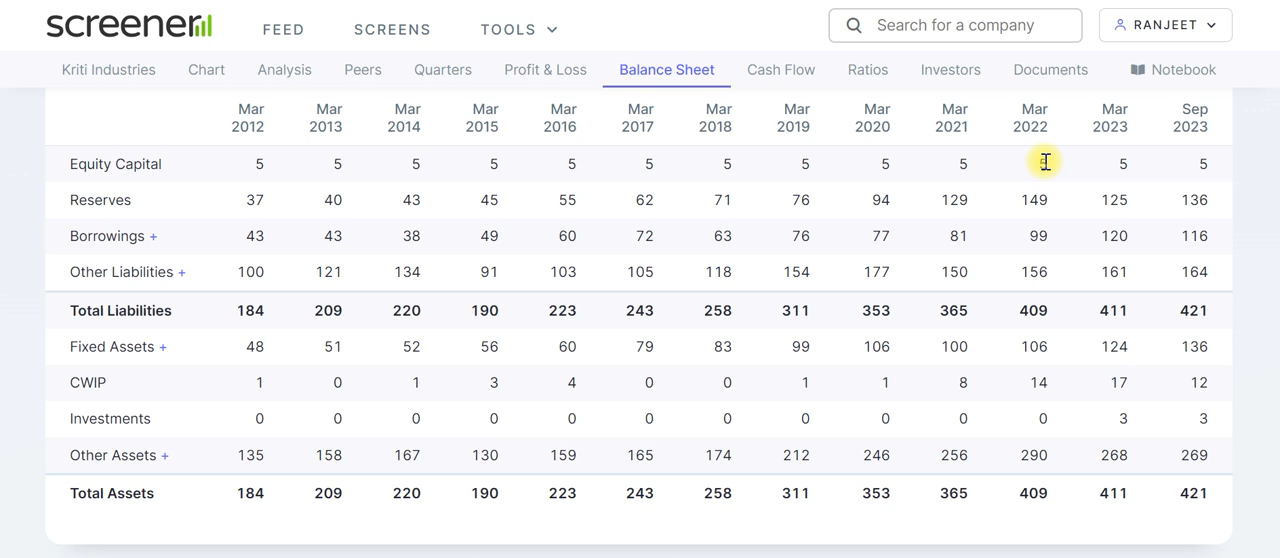 screener
FEED SCREENS TOOLS
Search for a company
RANJEET
Kriti Industries Chart Analysis Peers Quarters Profit & Loss Balance Sheet Cash Flow Ratios Investors Documents Notebook
Mar 2012 Mar 2013 Mar 2014 Mar 2015 Mar 2016 Mar 2017 Mar 2018 Mar 2019 Mar 2020 Mar 2021 Mar 2022 Mar 2023 Sep 2023
Equity Capital 5 5 5 5 5 5 5 5 5 5 5 5
Reserves 37 40 43 45 55 62 71 76 94 129 149 125 136
Borrowings + 43 43 38 49 60 72 63 76 77 81 99 120 116
Other Liabilities + 100 121 134 91 103 105 118 154 177 150 156 161 164
Total Liabilities 184 209 220 190 223 243 258 311 353 365 409 411 421
Fixed Assets + 48 51 52 56 60 79 83 99 106 100 106 124 136
CWIP 1 0 1 3 4 0 0 1 1 8 14 17 12
Investments 0 0 0 0 0 0 0 0 0 0 0 3 3
Other Assets + 135 158 167 130 159 165 174 212 246 256 290 268 269
Total Assets 184 209 220 190 223 243 258 311 353 365 409 411 421